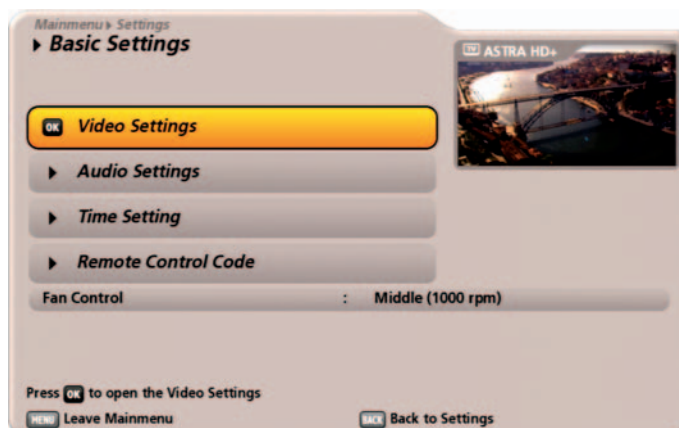 Mainmenu▸ Settings
▸ Basic Settings
TV ASTRA HD+
OK Video Settings
▸ Audio Settings
▸ Time Setting
▸ Remote Control Code
Fan Control : Middle (1000 rpm)
Press OK to open the Video Settings
MENU Leave Mainmenu BACK Back to Settings